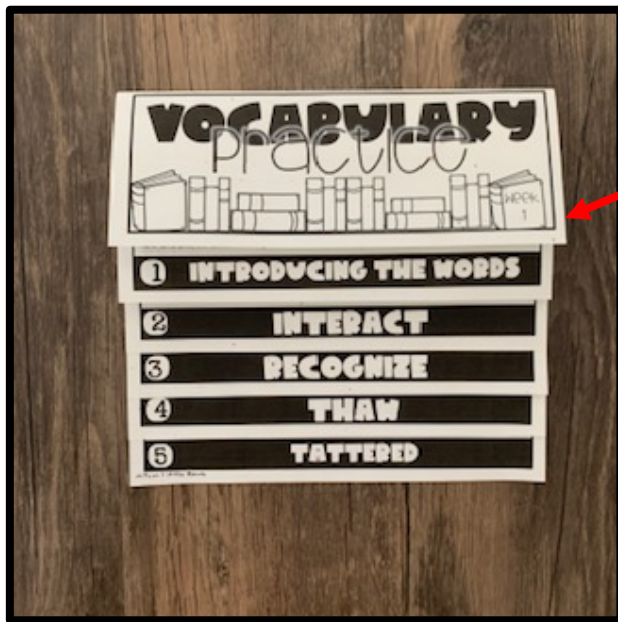 VOCABULARY
practice
WEEK
1
1 INTRODUCING THE WORDS
2 INTERACT
3 RECOGNIZE
4 THAW
5 TATTERED